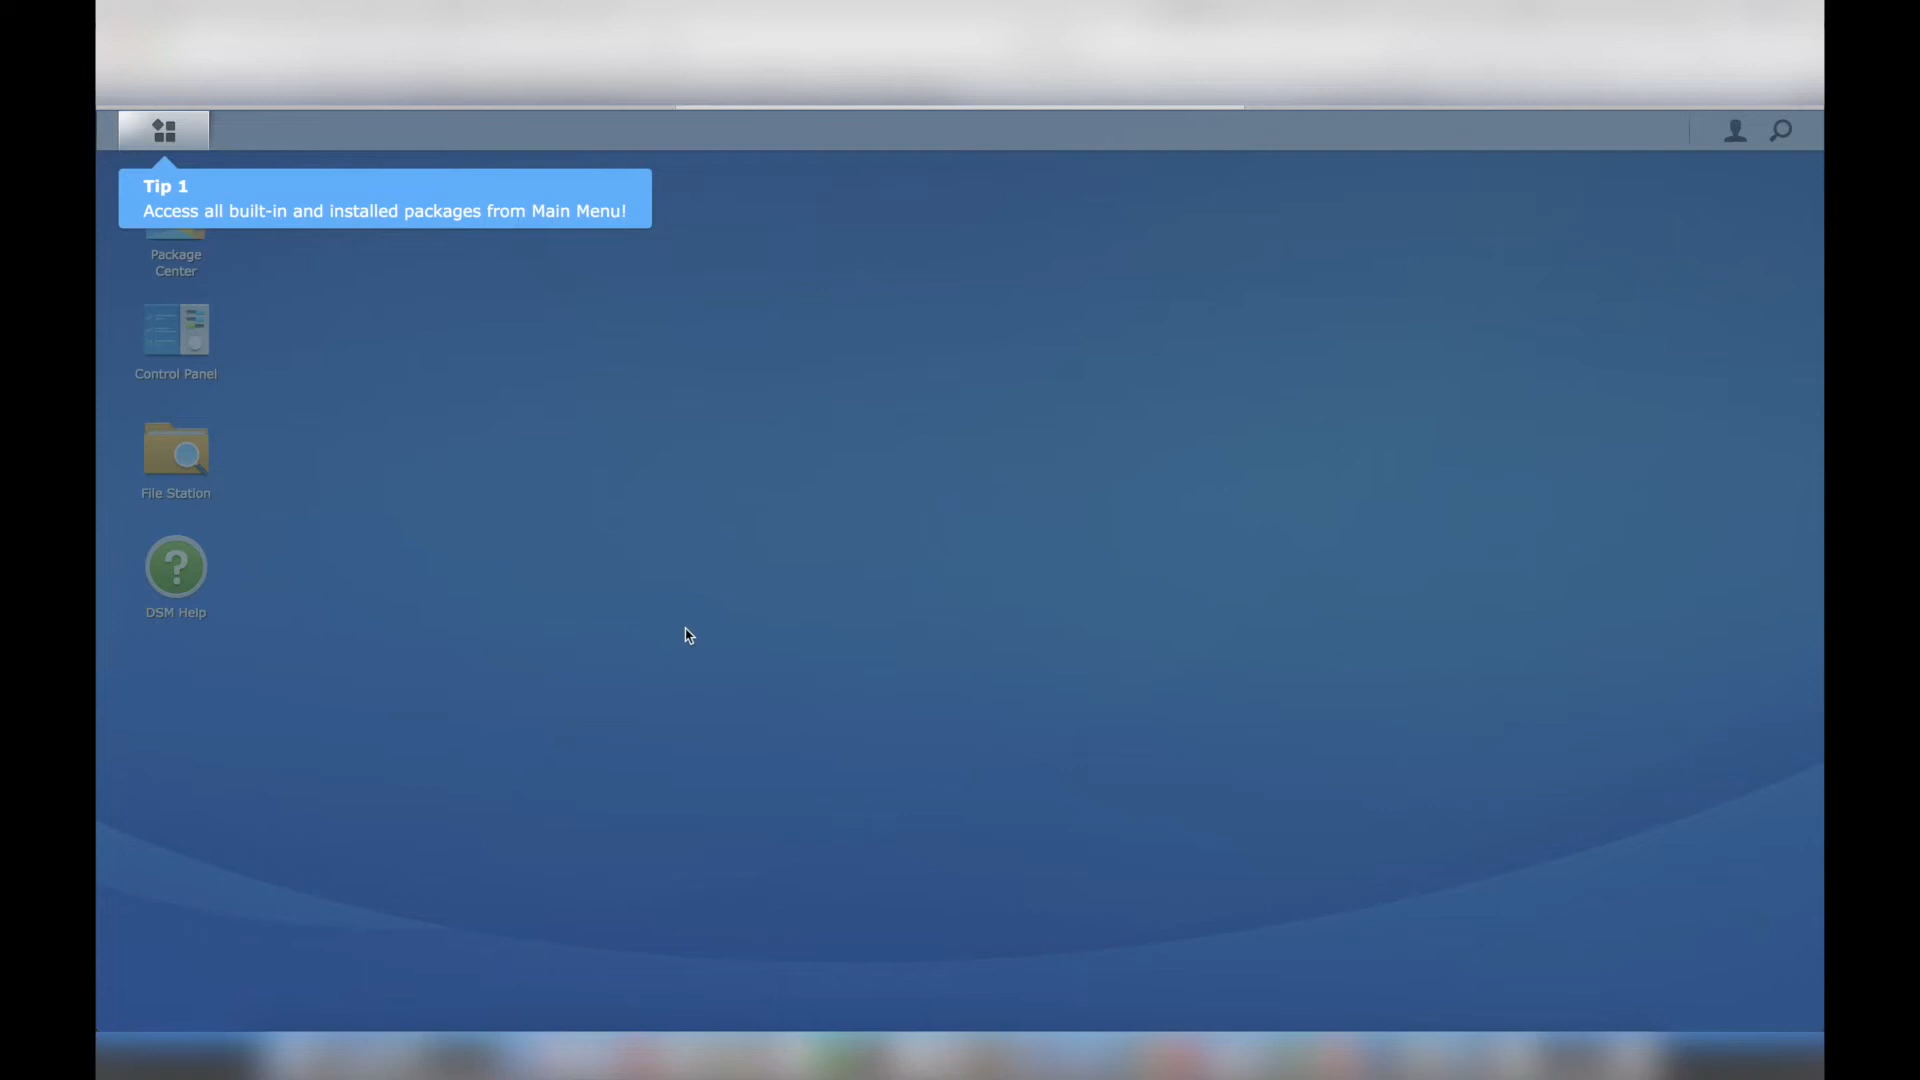 Tip 1
Access all built-in and installed packages from Main Menu!
Package
Center
Control Panel
File Station
DSM Help